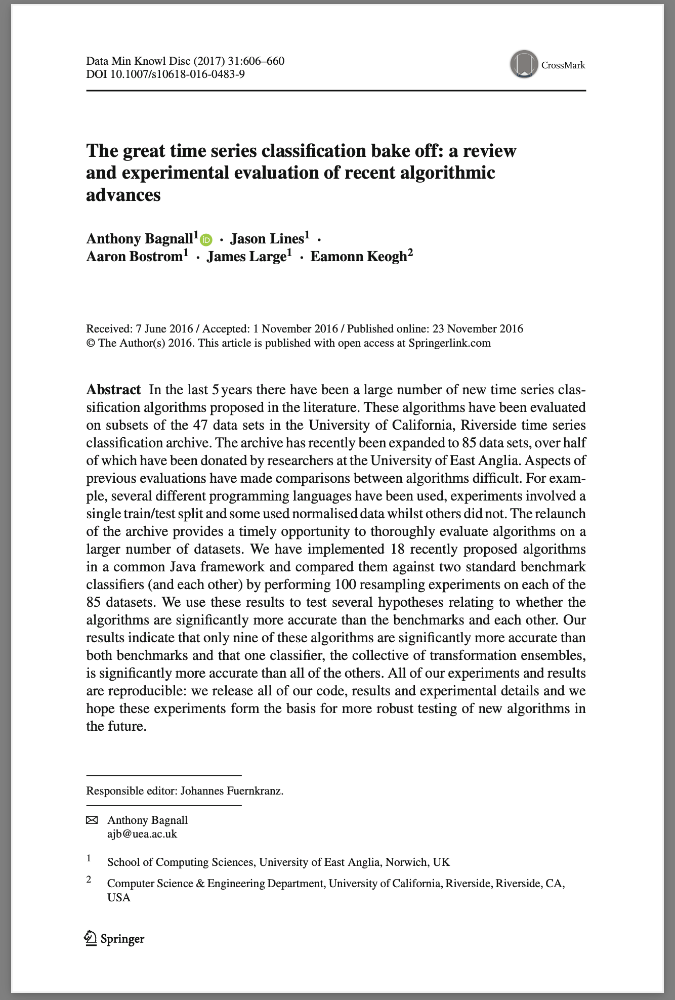 Data Min Knowl Disc (2017) 31:606–660
DOI 10.1007/s10618-016-0483-9
CrossMark
The great time series classification bake off: a review
and experimental evaluation of recent algorithmic
advances
Anthony Bagnall1 iD · Jason Lines1 ·
Aaron Bostrom1 · James Large1 · Eamonn Keogh2
Received: 7 June 2016 / Accepted: 1 November 2016 / Published online: 23 November 2016
© The Author(s) 2016. This article is published with open access at Springerlink.com
Abstract In the last 5 years there have been a large number of new time series clas-
sification algorithms proposed in the literature. These algorithms have been evaluated
on subsets of the 47 data sets in the University of California, Riverside time series
classification archive. The archive has recently been expanded to 85 data sets, over half
of which have been donated by researchers at the University of East Anglia. Aspects of
previous evaluations have made comparisons between algorithms difficult. For exam-
ple, several different programming languages have been used, experiments involved a
single train/test split and some used normalised data whilst others did not. The relaunch
of the archive provides a timely opportunity to thoroughly evaluate algorithms on a
larger number of datasets. We have implemented 18 recently proposed algorithms
in a common Java framework and compared them against two standard benchmark
classifiers (and each other) by performing 100 resampling experiments on each of the
85 datasets. We use these results to test several hypotheses relating to whether the
algorithms are significantly more accurate than the benchmarks and each other. Our
results indicate that only nine of these algorithms are significantly more accurate than
both benchmarks and that one classifier, the collective of transformation ensembles,
is significantly more accurate than all of the others. All of our experiments and results
are reproducible: we release all of our code, results and experimental details and we
hope these experiments form the basis for more robust testing of new algorithms in
the future.
Responsible editor: Johannes Fuernkranz.
Anthony Bagnall
ajb@uea.ac.uk
1 School of Computing Sciences, University of East Anglia, Norwich, UK
2 Computer Science & Engineering Department, University of California, Riverside, Riverside, CA,
USA
Springer